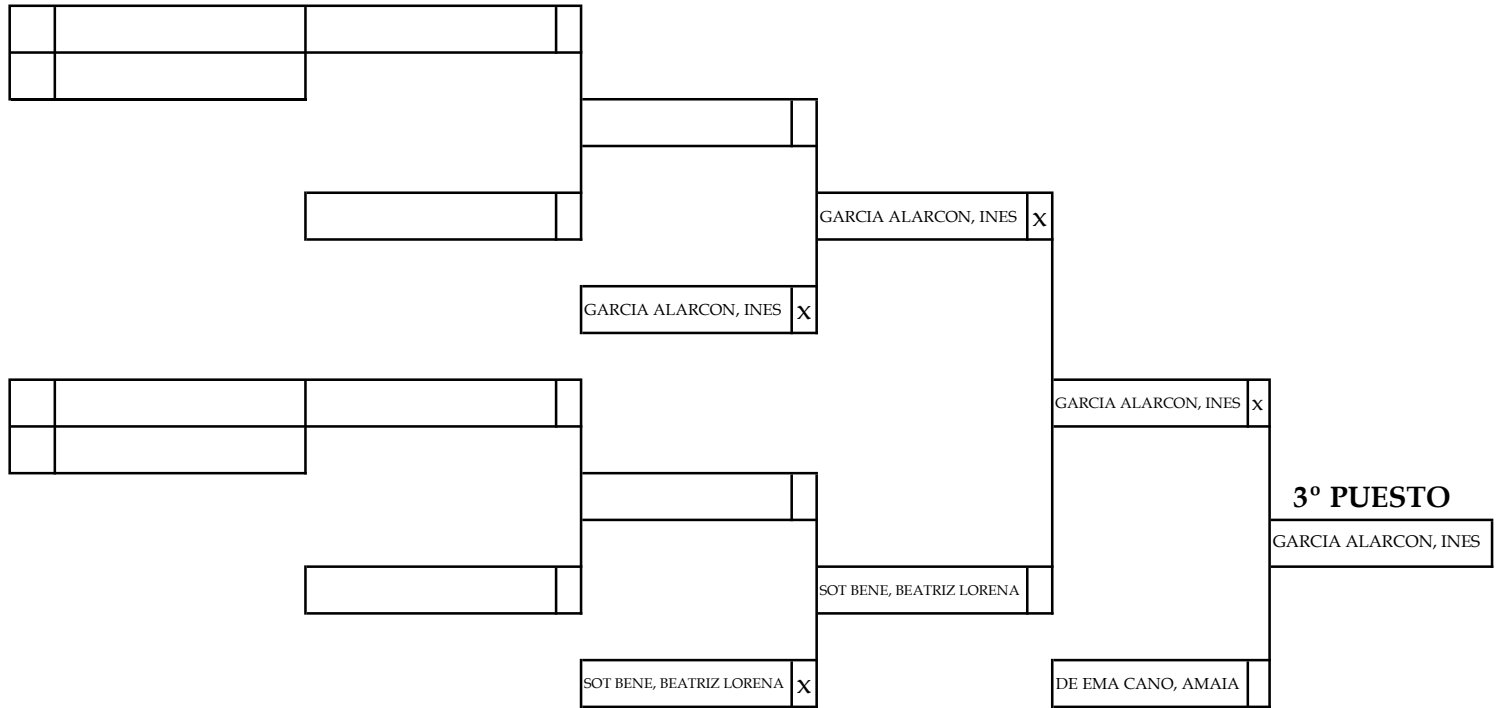 GARCIA ALARCON, INES X
GARCIA ALARCON, INES X
GARCIA ALARCON, INES X
3º PUESTO
GARCIA ALARCON, INES
SOT BENE, BEATRIZ LORENA
SOT BENE, BEATRIZ LORENA X
DE EMA CANO, AMAIA